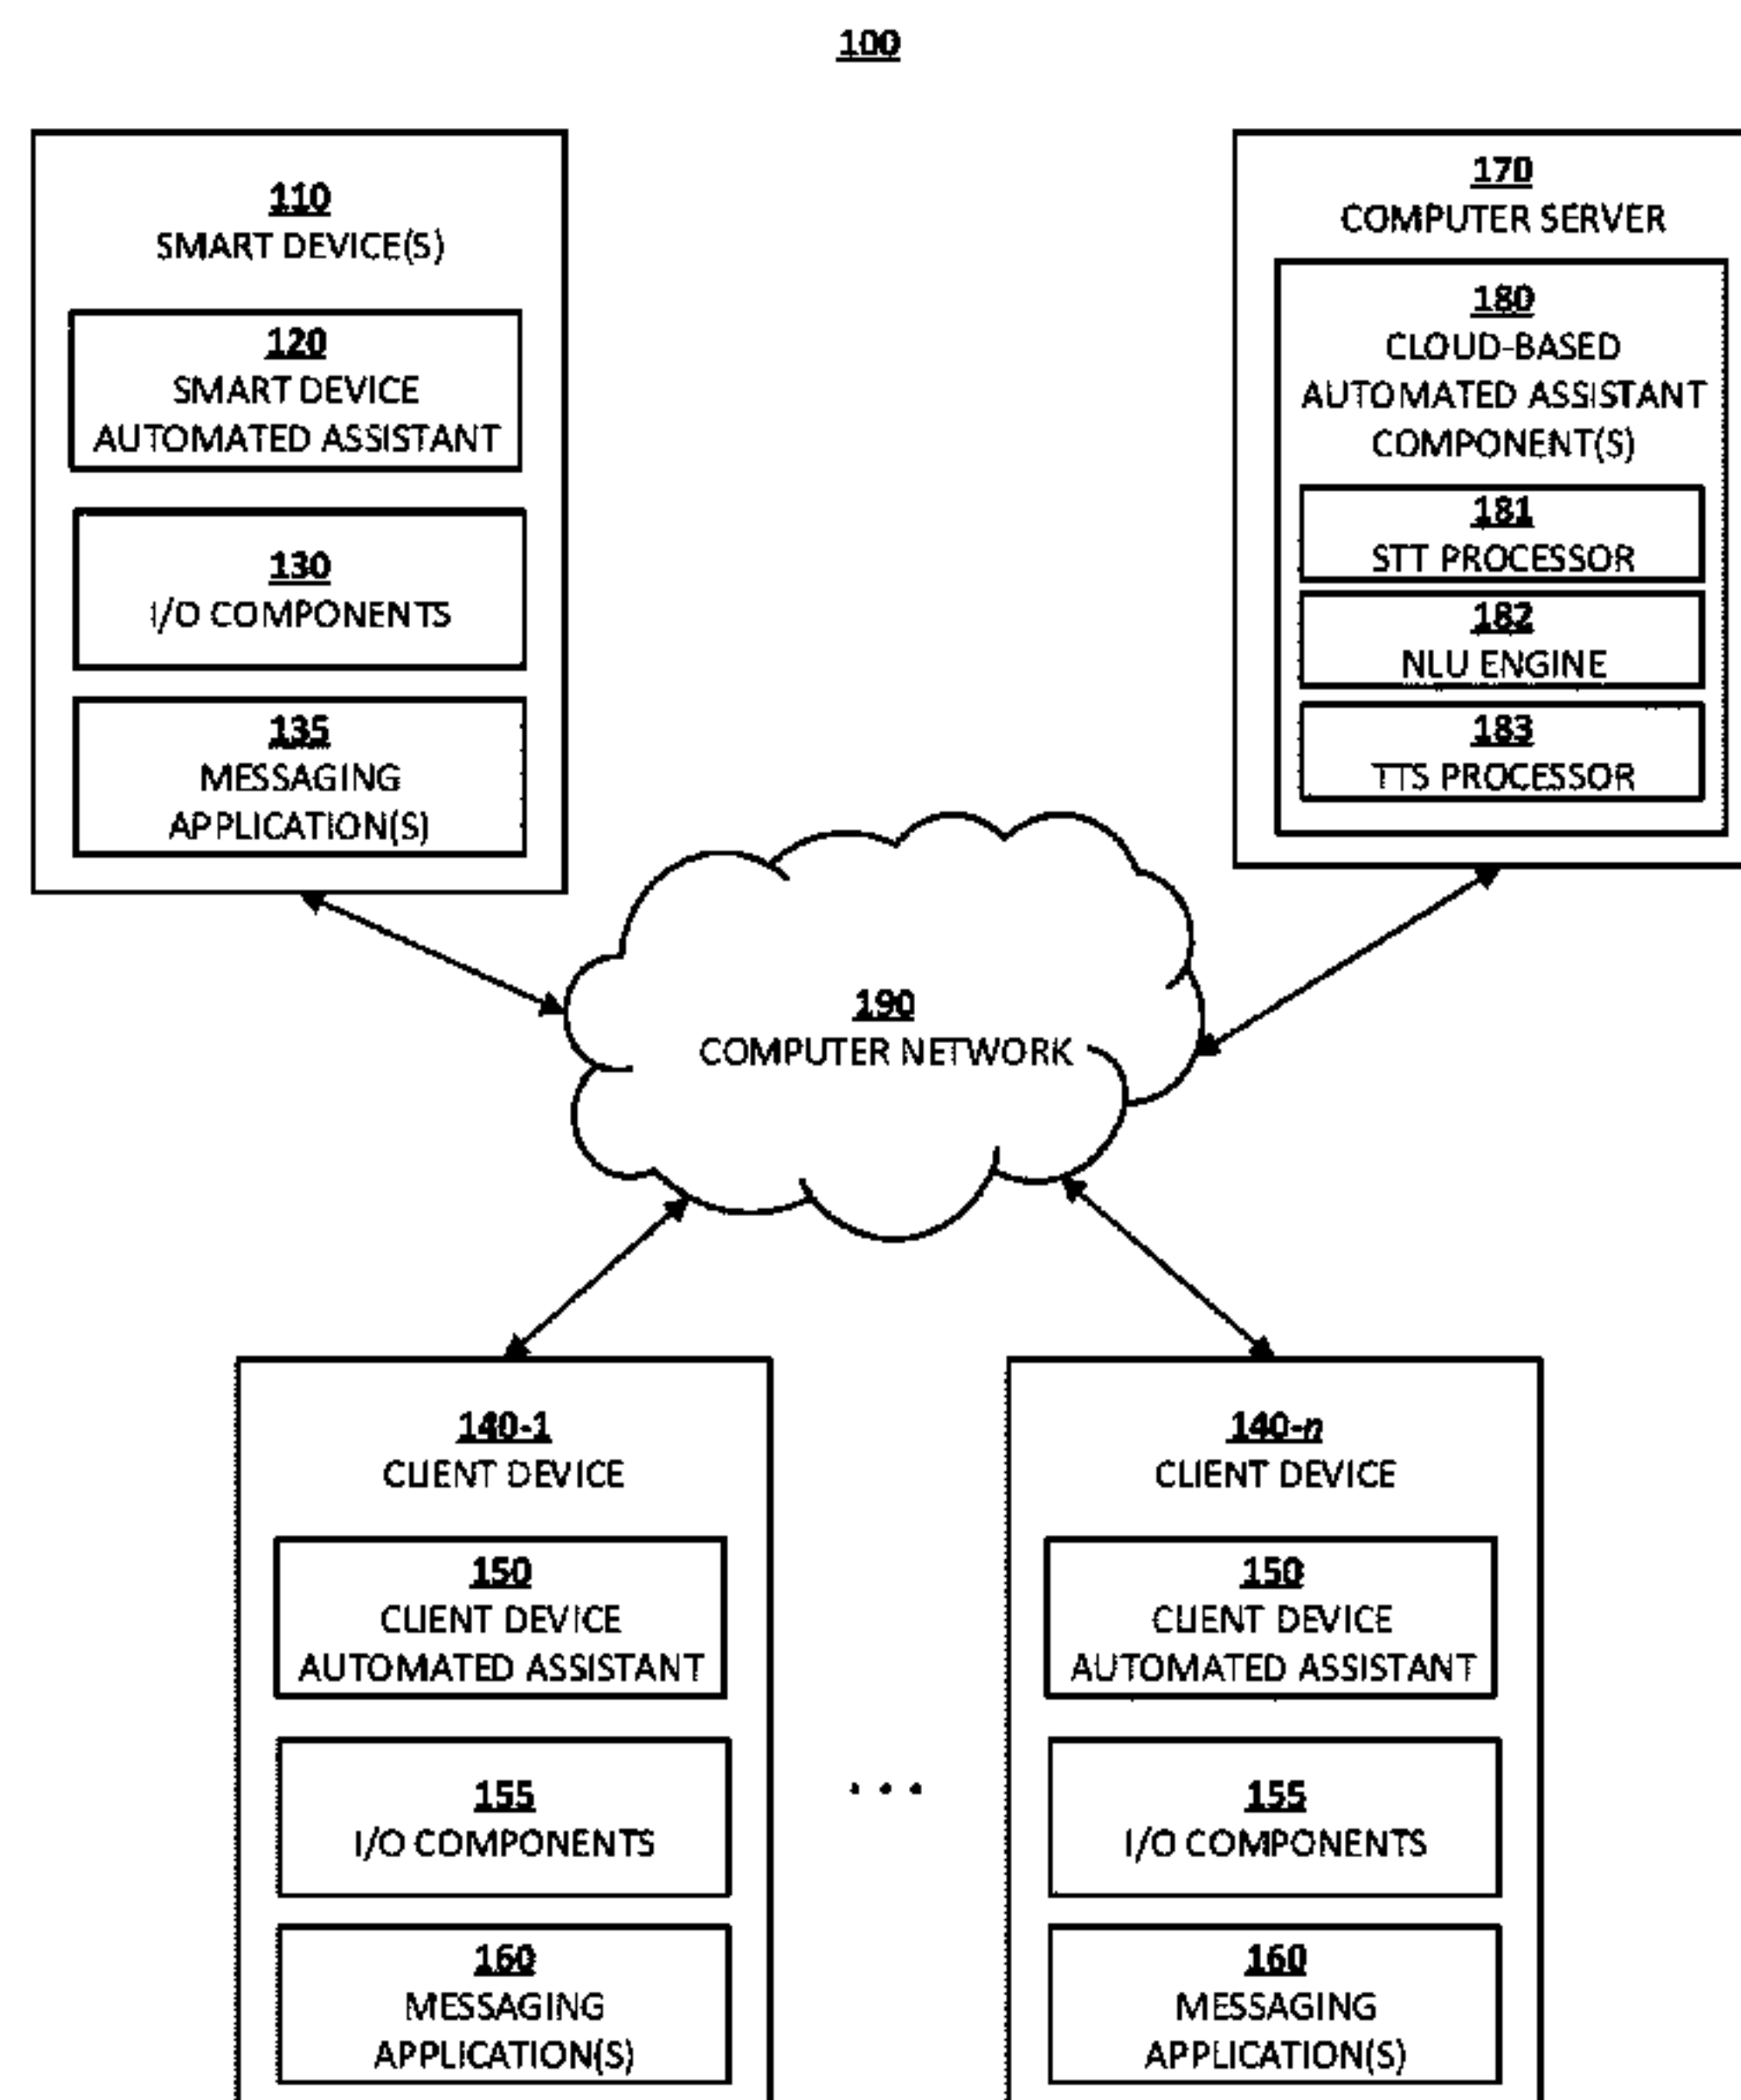 100
110
SMART DEVICE(S)
120
SMART DEVICE
AUTOMATED ASSISTANT
130
I/O COMPONENTS
135
MESSAGING
APPLICATION(S)
170
COMPUTER SERVER
180
CLOUD-BASED
AUTOMATED ASSISTANT
COMPONENT(S)
181
STT PROCESSOR
182
NLU ENGINE
183
TTS PROCESSOR
190
COMPUTER NETWORK
140-1
CLIENT DEVICE
150
CLIENT DEVICE
AUTOMATED ASSISTANT
155
I/O COMPONENTS
160
MESSAGING
APPLICATION(S)
...
140-n
CLIENT DEVICE
150
CLIENT DEVICE
AUTOMATED ASSISTANT
155
I/O COMPONENTS
160
MESSAGING
APPLICATION(S)